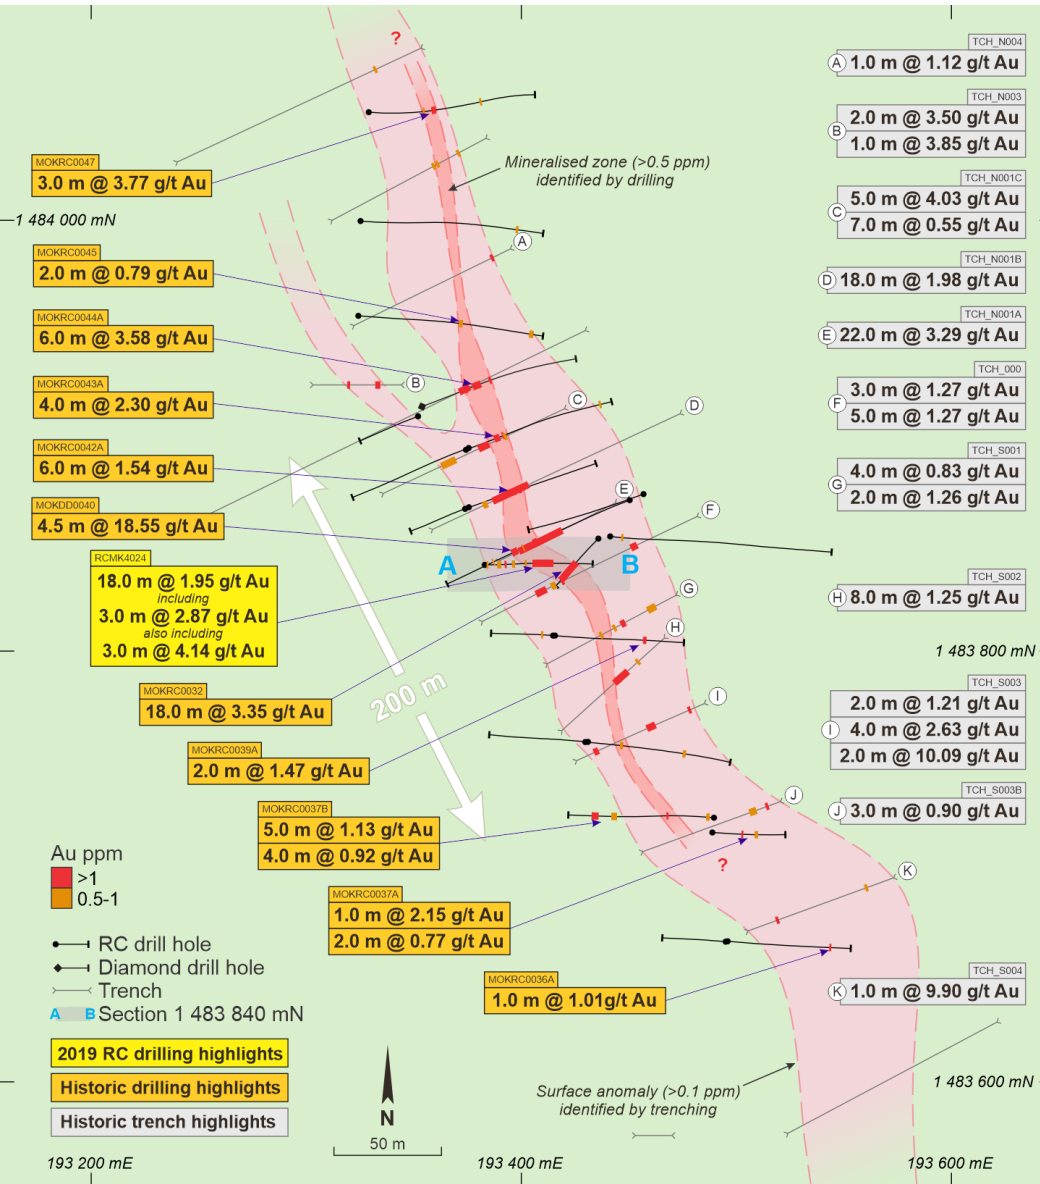 ?
Mineralised zone (>0.5 ppm)
identified by drilling
1 484 000 mN
MOKRC0047
3.0 m @ 3.77 g/t Au
MOKRC0045
2.0 m @ 0.79 g/t Au
MOKRC0044A
6.0 m @ 3.58 g/t Au
MOKRC0043A
4.0 m @ 2.30 g/t Au
MOKRC0042A
6.0 m @ 1.54 g/t Au
MOKDD0040
4.5 m @ 18.55 g/t Au
RCMK4024
18.0 m @ 1.95 g/t Au
including
3.0 m @ 2.87 g/t Au
also including
3.0 m @ 4.14 g/t Au
MOKRC0032
18.0 m @ 3.35 g/t Au
MOKRC0039A
2.0 m @ 1.47 g/t Au
MOKRC0037B
5.0 m @ 1.13 g/t Au
4.0 m @ 0.92 g/t Au
MOKRC0037A
1.0 m @ 2.15 g/t Au
2.0 m @ 0.77 g/t Au
MOKRC0036A
1.0 m @ 1.01g/t Au
A
B
C
D
E
F
G
H
I
J
K
A
B
200 m
?
TCH_N004
A 1.0 m @ 1.12 g/t Au
TCH_N003
B
2.0 m @ 3.50 g/t Au
1.0 m @ 3.85 g/t Au
TCH_N001C
C
5.0 m @ 4.03 g/t Au
7.0 m @ 0.55 g/t Au
TCH_N001B
D 18.0 m @ 1.98 g/t Au
TCH_N001A
E 22.0 m @ 3.29 g/t Au
TCH_000
F
3.0 m @ 1.27 g/t Au
5.0 m @ 1.27 g/t Au
TCH_S001
G
4.0 m @ 0.83 g/t Au
2.0 m @ 1.26 g/t Au
TCH_S002
H 8.0 m @ 1.25 g/t Au
1 483 800 mN
TCH_S003
I
2.0 m @ 1.21 g/t Au
4.0 m @ 2.63 g/t Au
2.0 m @ 10.09 g/t Au
TCH_S003B
J 3.0 m @ 0.90 g/t Au
TCH_S004
K 1.0 m @ 9.90 g/t Au
1 483 600 mN
Surface anomaly (>0.1 ppm)
identified by trenching
Au ppm
>1
0.5-1
RC drill hole
Diamond drill hole
Trench
A B Section 1 483 840 mN
2019 RC drilling highlights
Historic drilling highlights
Historic trench highlights
N
50 m
193 200 mE
193 400 mE
193 600 mE